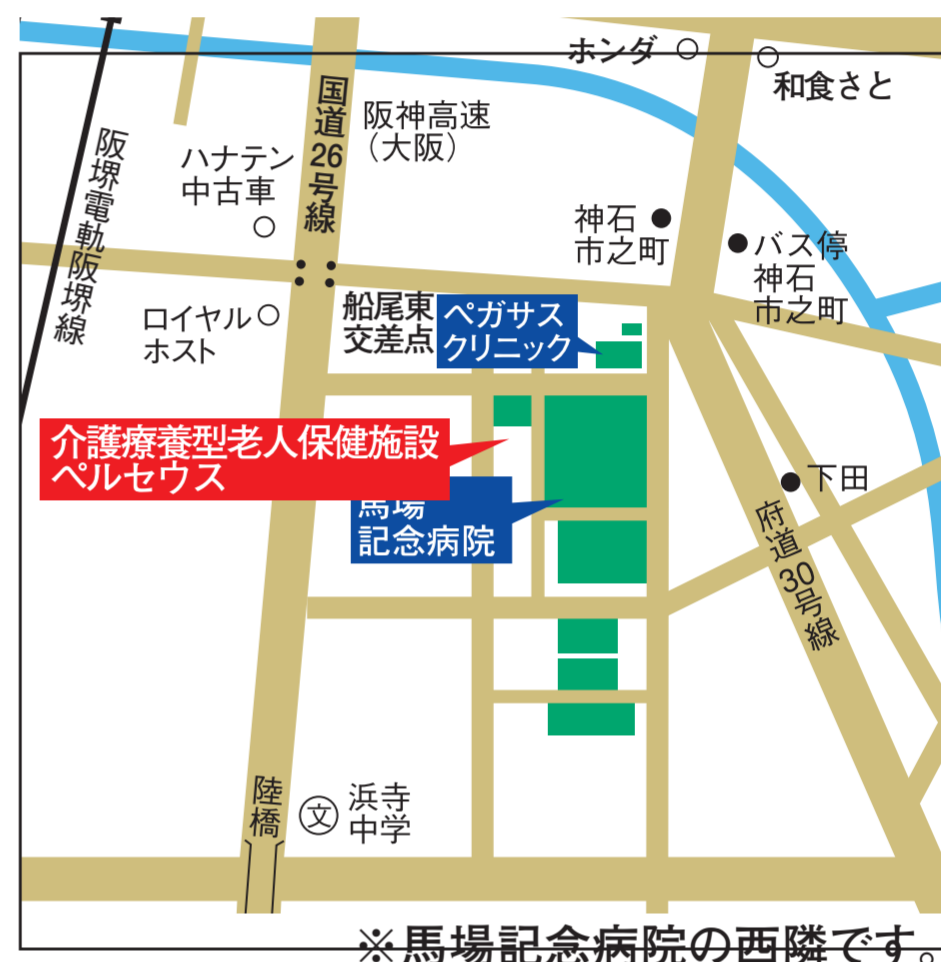 ホンダ
和食さと
国道26号線
阪神高速
（大阪）
阪堺電軌阪堺線
ハナテン
中古車
神石
市之町
バス停
神石
市之町
ロイヤル
ホスト
船尾東
交差点
ペガサス
クリニック
介護療養型老人保健施設
ペルセウス
馬場
記念病院
下田
府道30号線
陸橋
文
浜寺
中学
※馬場記念病院の西隣です。